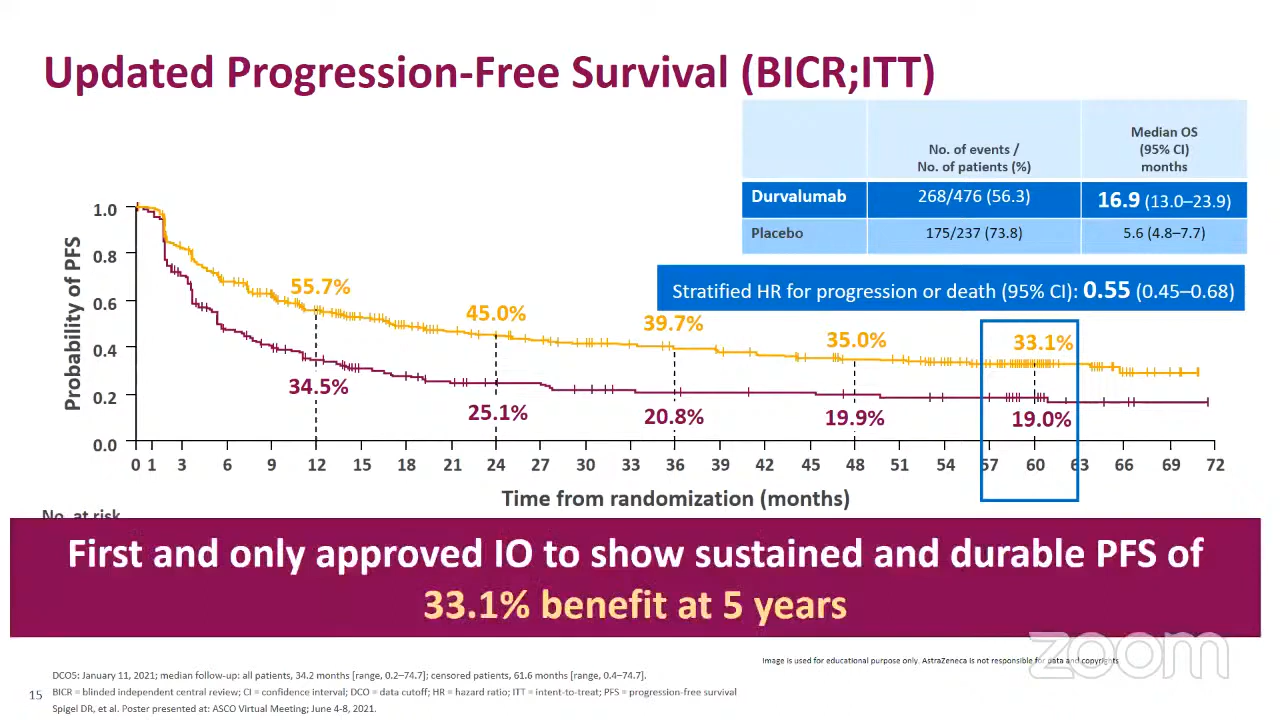 Updated Progression-Free Survival (BICR;ITT)
No. of events /
No. of patients (%)
Median OS
(95% CI)
months
Durvalumab 268/476 (56.3) 16.9 (13.0–23.9)
Placebo 175/237 (73.8) 5.6 (4.8–7.7)
Stratified HR for progression or death (95% CI): 0.55 (0.45–0.68)
Probability of PFS
1.0
0.8
0.6
0.4
0.2
0.0
55.7%
45.0%
39.7%
35.0%
33.1%
34.5%
25.1%
20.8%
19.9%
19.0%
0 1 3 6 9 12 15 18 21 24 27 30 33 36 39 42 45 48 51 54 57 60 63 66 69 72
Time from randomization (months)
No. at risk
First and only approved IO to show sustained and durable PFS of
33.1% benefit at 5 years
zoom
Image is used for educational purpose only. AstraZeneca is not responsible for data and copyrights
DCO5: January 11, 2021; median follow-up: all patients, 34.2 months [range, 0.2–74.7]; censored patients, 61.6 months [range, 0.4–74.7].
15 BICR = blinded independent central review; CI = confidence interval; DCO = data cutoff; HR = hazard ratio; ITT = intent-to-treat; PFS = progression-free survival
Spigel DR, et al. Poster presented at: ASCO Virtual Meeting; June 4-8, 2021.